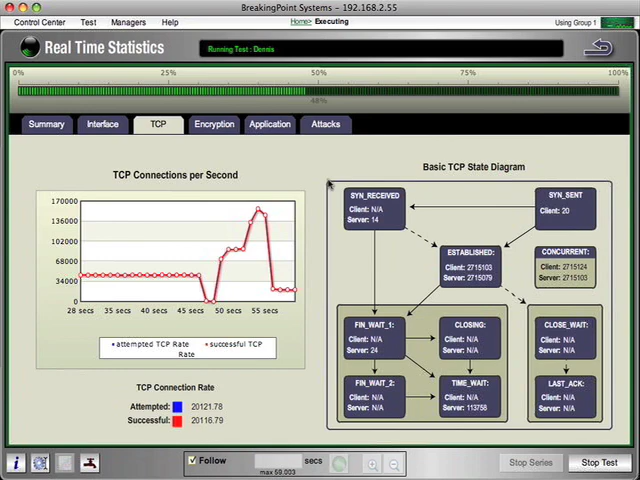 BreakingPoint Systems - 192.168.2.55
Control Center Test Managers Help Home> Executing Using Group 1
Real Time Statistics Running Test : Dennis
0% 25% 50% 75% 100%
48%
Summary Interface TCP Encryption Application Attacks
TCP Connections per Second
170000
136000
102000
68000
34000
0
28 secs 35 secs 40 secs 45 secs 50 secs 55 secs
attempted TCP Rate successful TCP
Rate
TCP Connection Rate
Attempted: 20121.78
Successful: 20116.79
Basic TCP State Diagram
SYN_RECEIVED
Client: N/A
Server: 14
SYN_SENT
Client: 20
ESTABLISHED:
Client: 2715103
Server: 2715079
CONCURRENT:
Client: 2715124
Server: 2715103
FIN_WAIT_1:
Client: N/A
Server: 24
CLOSING:
Client: N/A
Server: N/A
CLOSE_WAIT:
Client: N/A
Server: N/A
FIN_WAIT_2:
Client: N/A
Server: N/A
TIME_WAIT:
Client: N/A
Server: 113758
LAST_ACK:
Client: N/A
Server: N/A
i Follow secs Stop Series Stop Test
max 59.003